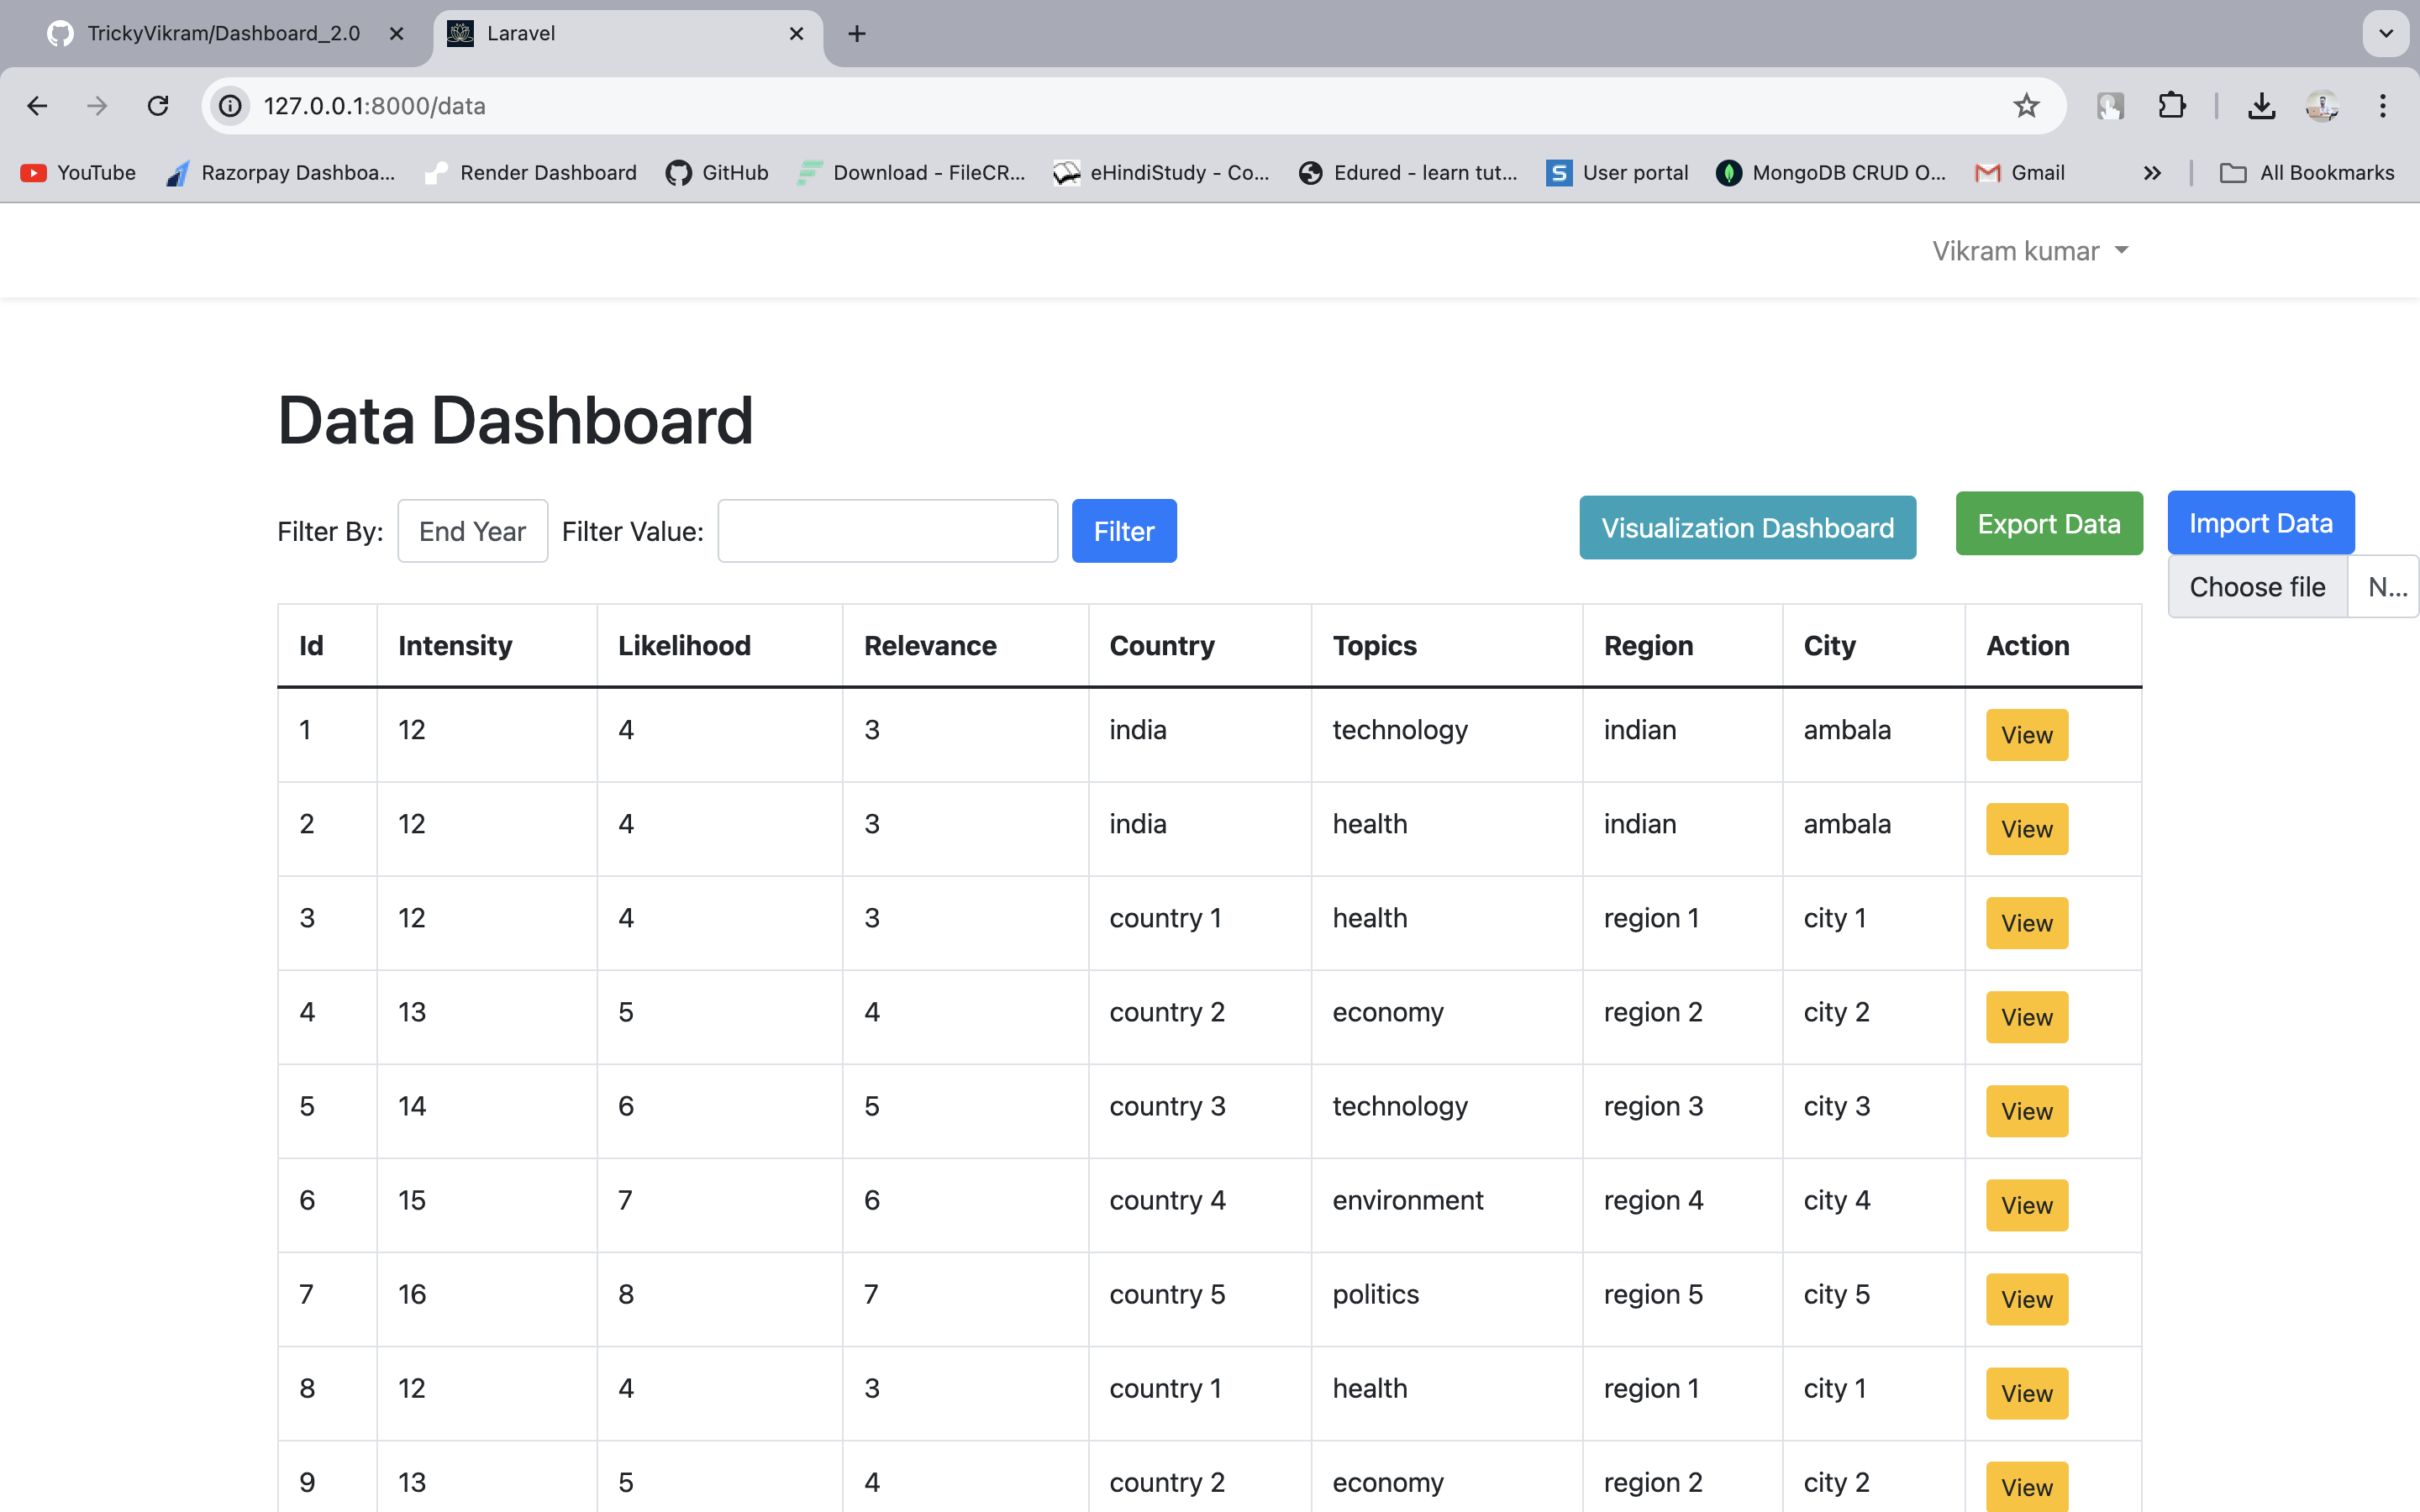 TrickyVikram/Dashboard_2.0
Laravel
127.0.0.1:8000/data
YouTube
Razorpay Dashboa...
Render Dashboard
GitHub
Download - FileCR...
eHindiStudy - Co...
Edured - learn tut...
User portal
MongoDB CRUD O...
Gmail
All Bookmarks
Vikram kumar
Data Dashboard
Filter By: End Year Filter Value: Filter Visualization Dashboard Export Data Import Data
Choose file N...
Id Intensity Likelihood Relevance Country Topics Region City Action
1 12 4 3 india technology indian ambala View
2 12 4 3 india health indian ambala View
3 12 4 3 country 1 health region 1 city 1 View
4 13 5 4 country 2 economy region 2 city 2 View
5 14 6 5 country 3 technology region 3 city 3 View
6 15 7 6 country 4 environment region 4 city 4 View
7 16 8 7 country 5 politics region 5 city 5 View
8 12 4 3 country 1 health region 1 city 1 View
9 13 5 4 country 2 economy region 2 city 2 View